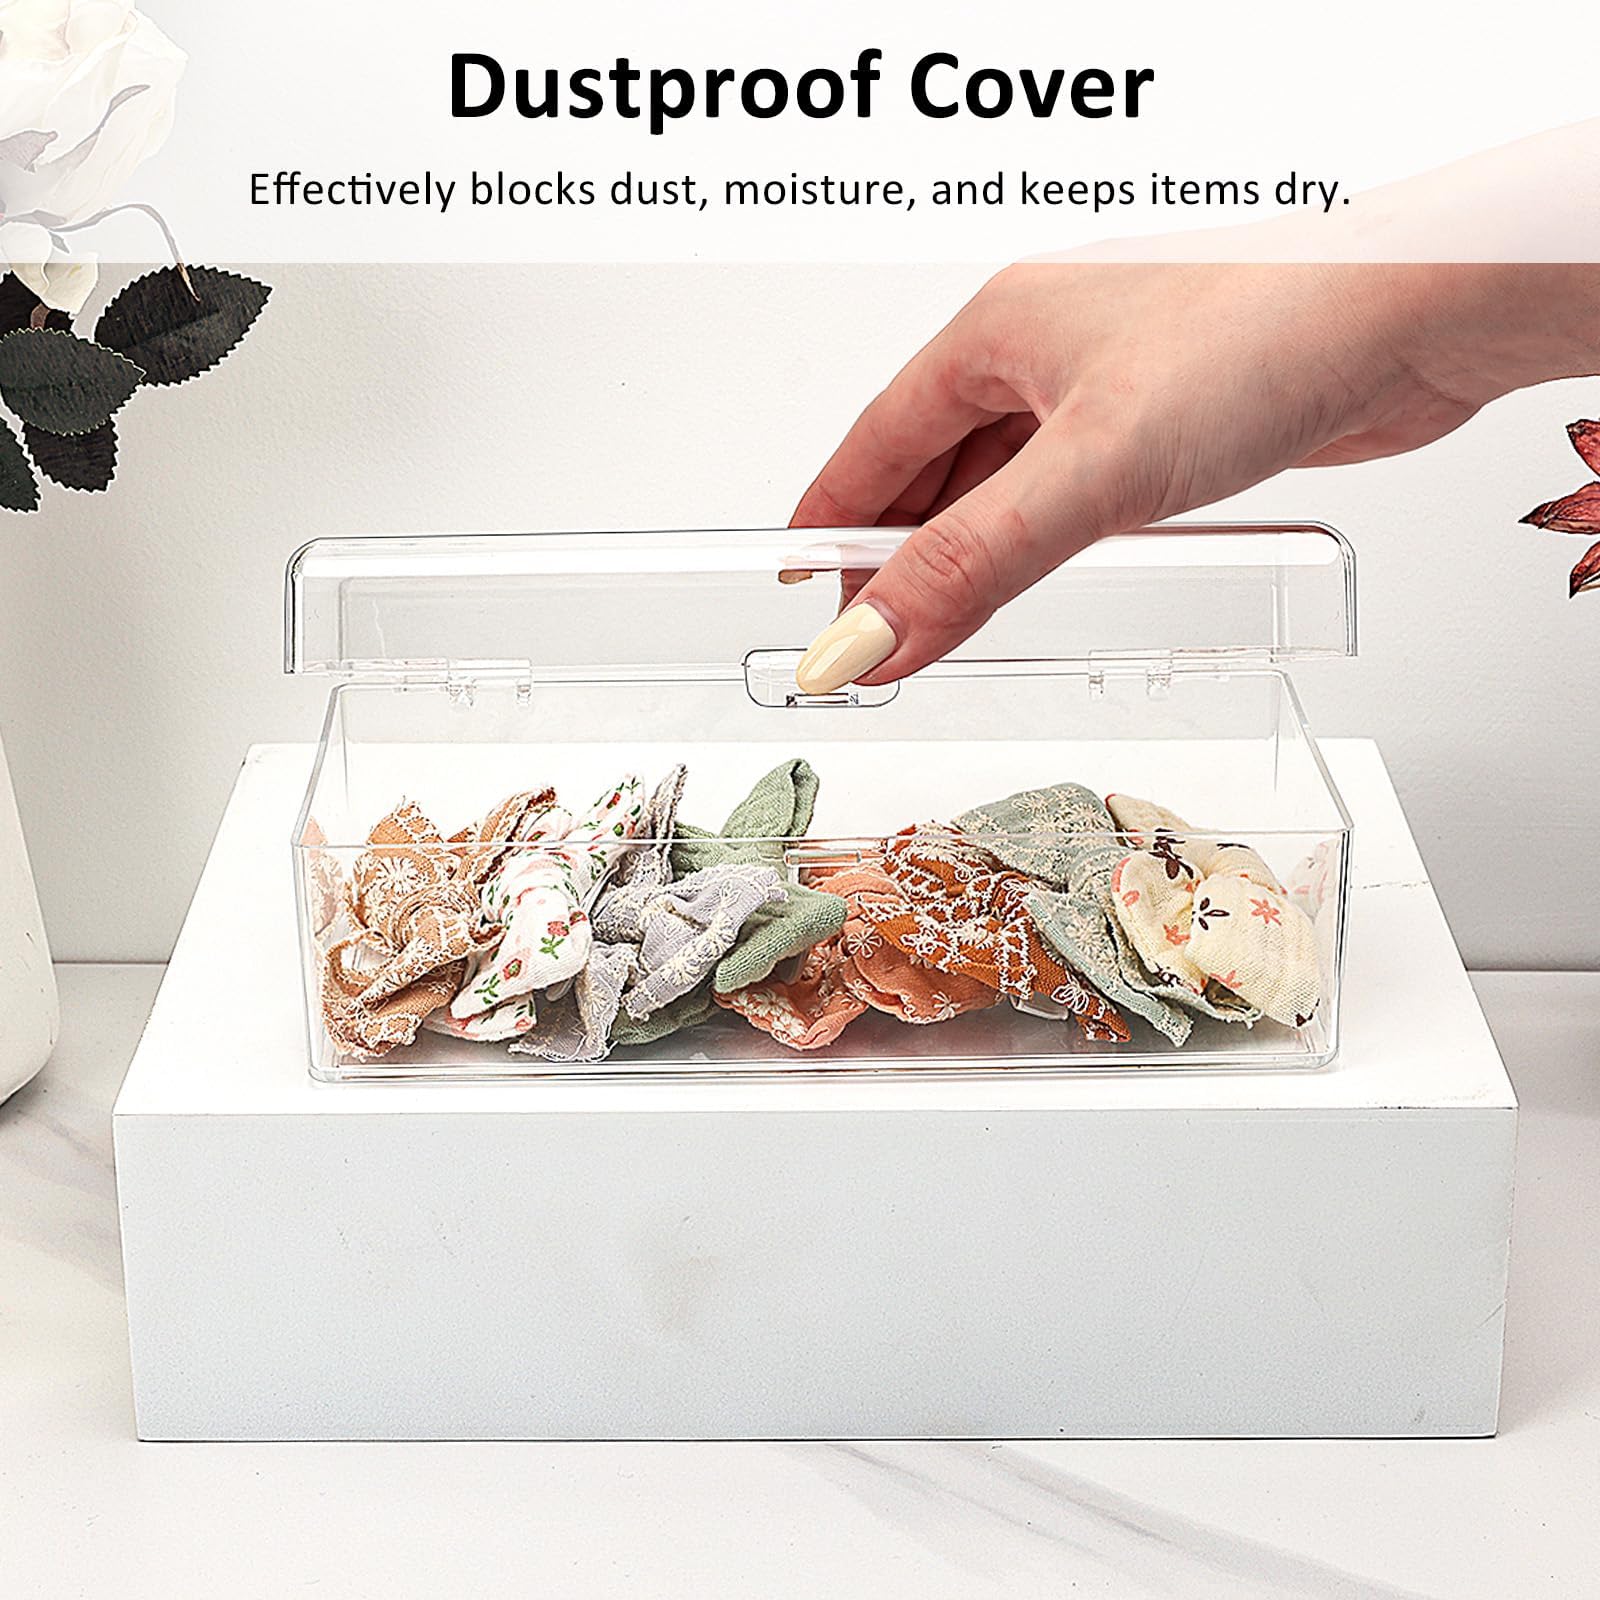 Dustproof Cover
Effectively blocks dust, moisture, and keeps items dry.